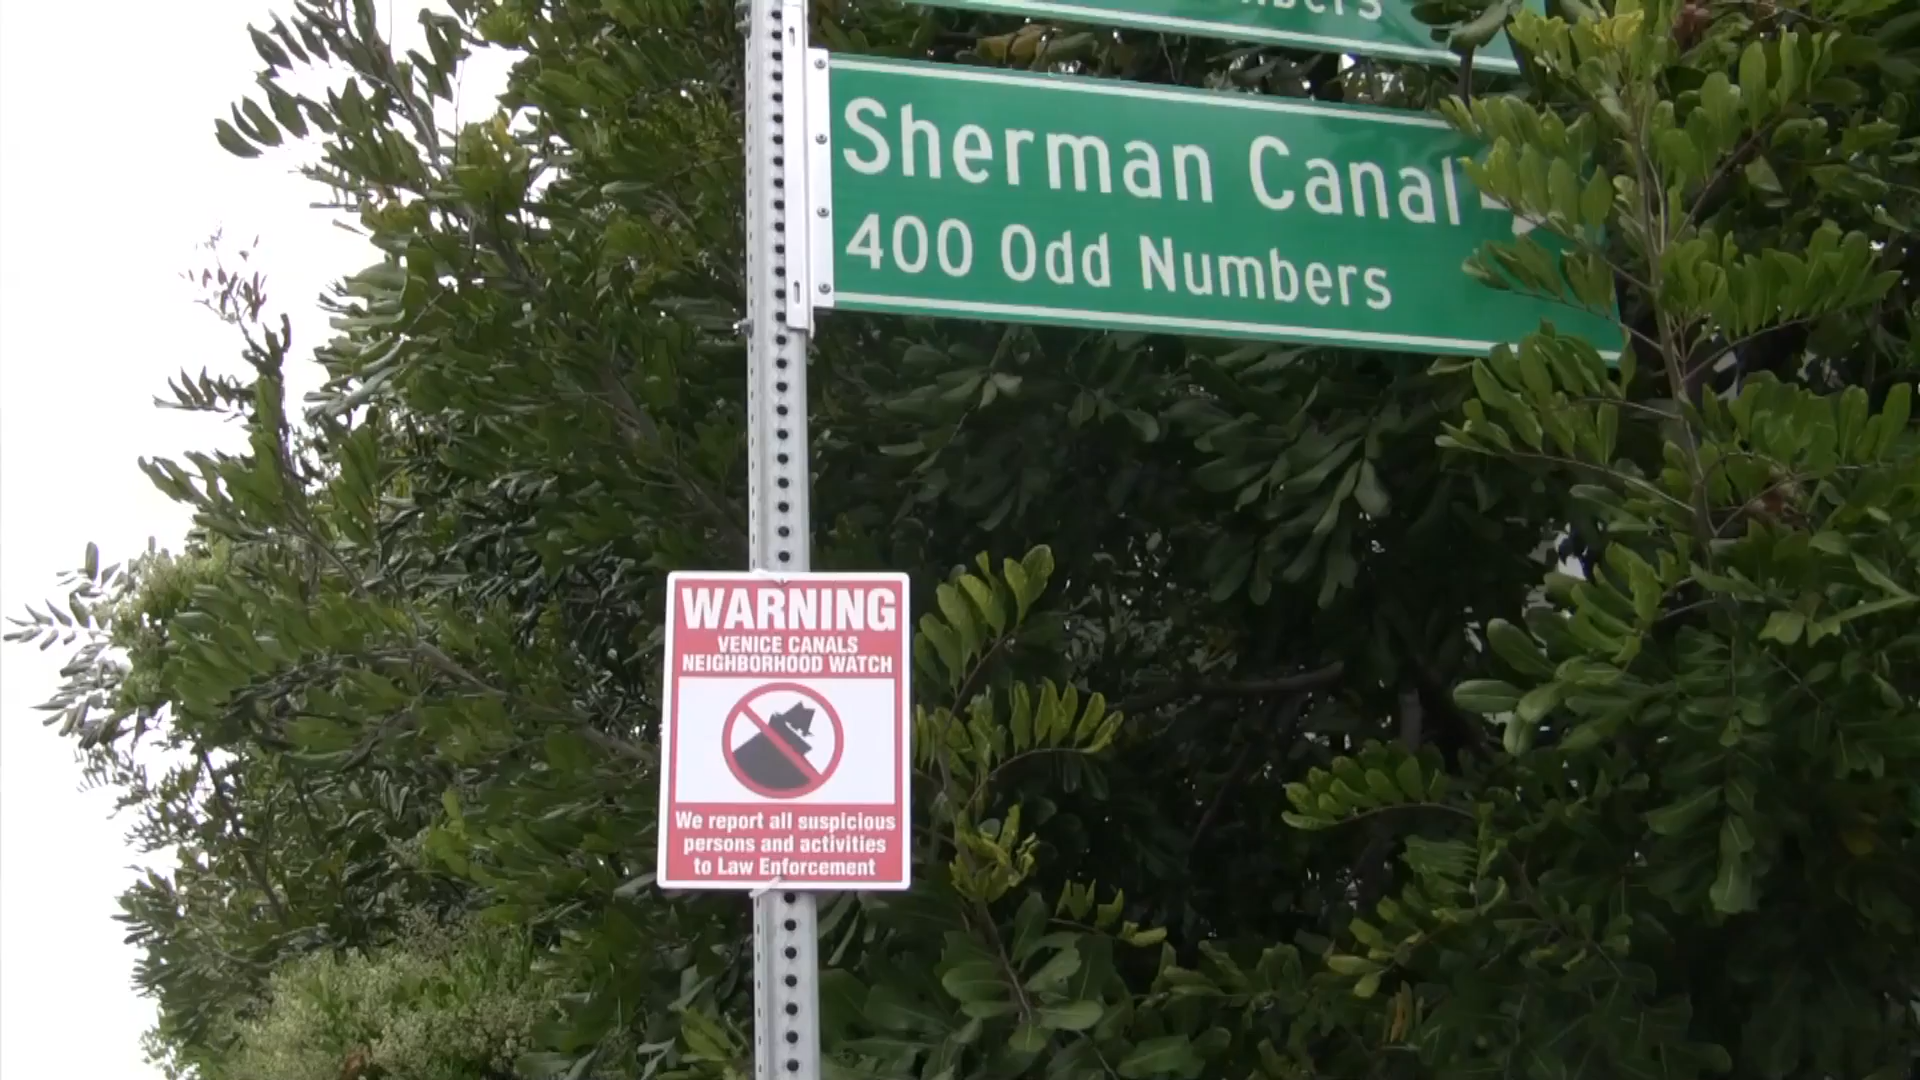 Sherman Canal
400 Odd Numbers
WARNING
VENICE CANALS
NEIGHBORHOOD WATCH
We report all suspicious
persons and activities
to Law Enforcement